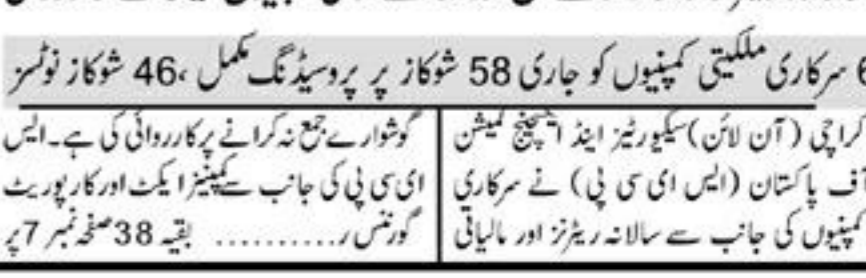 سرکاری ملکیتی کمپنیوں کو جاری 58 شوکاز پر پروسیڈنگ مکمل ،46 شوکاز نوٹسز
کراچی (آن لائن)سیکیورٹیز اینڈ ایکسچینج کمیشن
آف پاکستان (ایس ای سی پی) نے سرکاری
کمپنیوں کی جانب سے سالانہ ریٹرنز اور مالیاتی
گوشوارے جمع نہ کرانے پر کارروائی کی ہے۔ایس
ای سی پی کی جانب سے کمپنیز ایکٹ اور کارپوریٹ
گورننس ر.......... بقیہ 38 صفحہ نمبر 7 پر